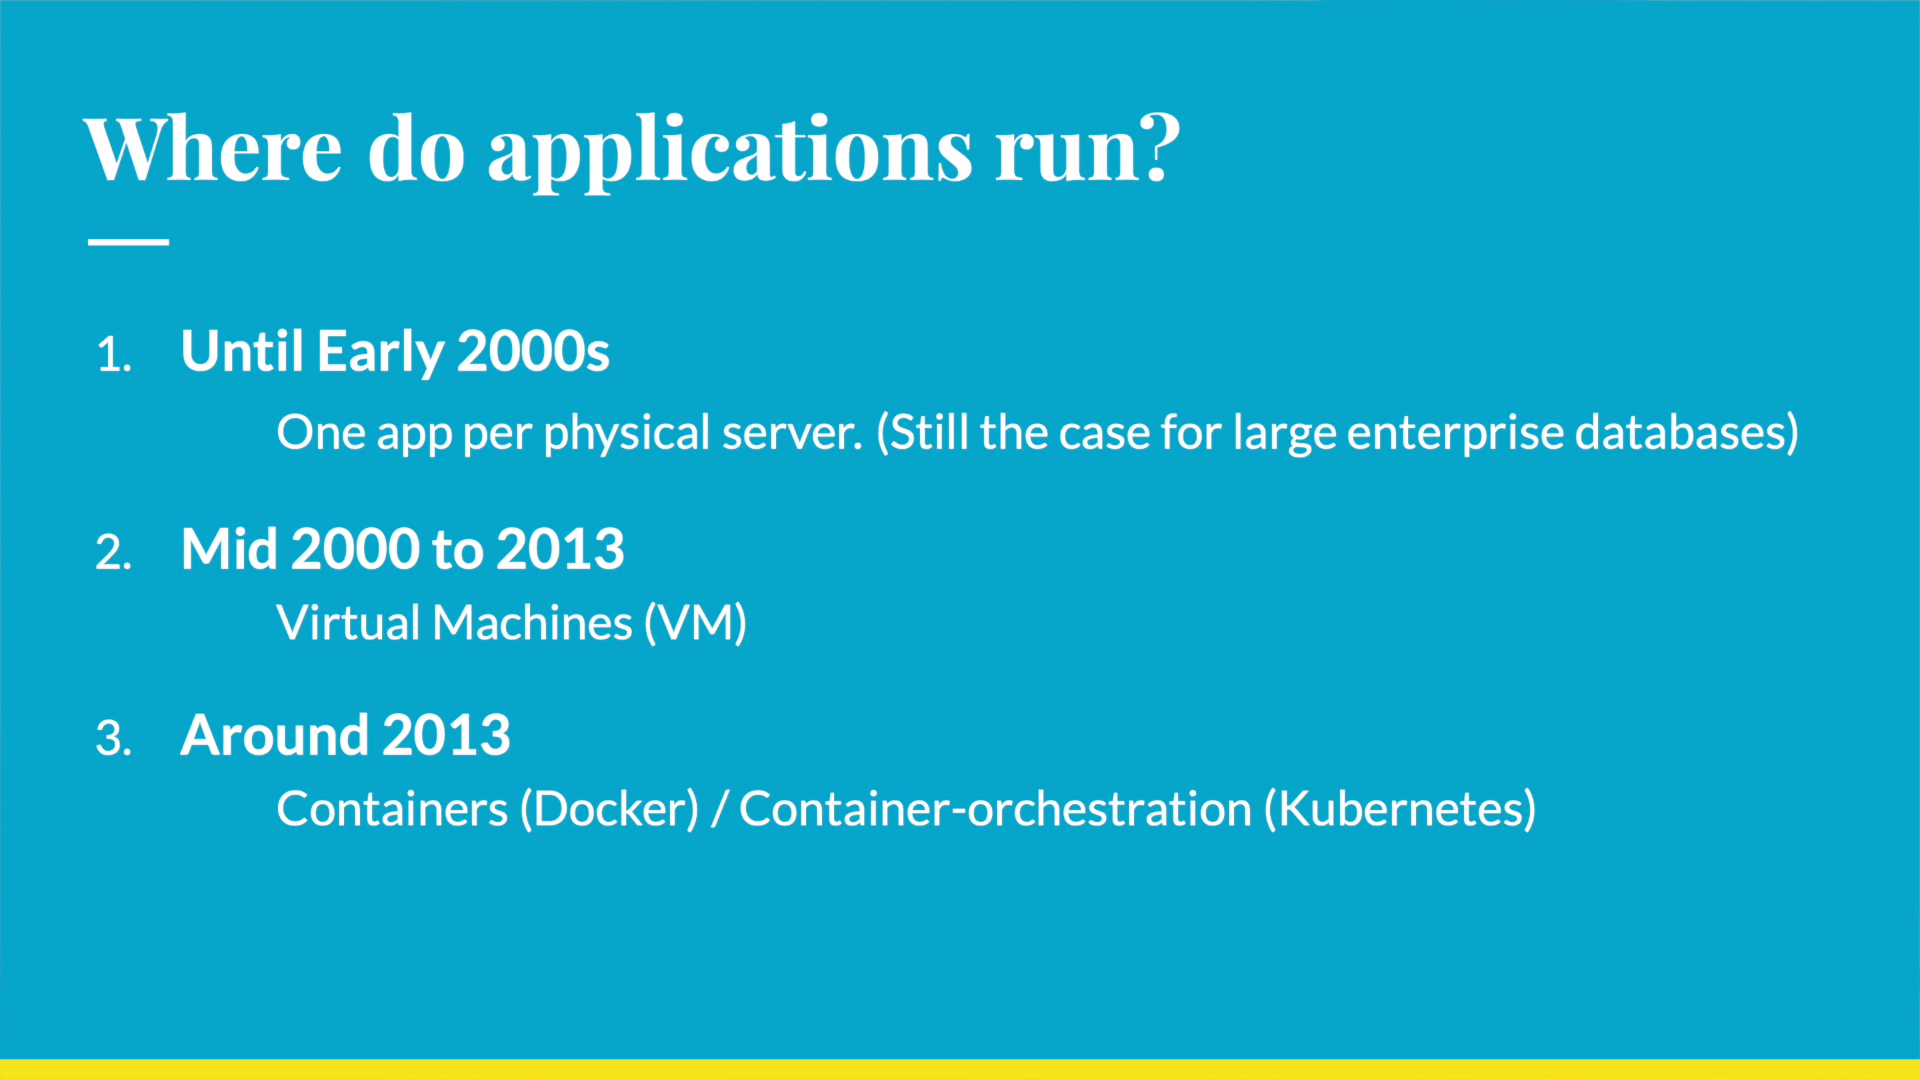 Where do applications run?
1. Until Early 2000s
One app per physical server. (Still the case for large enterprise databases)
2. Mid 2000 to 2013
Virtual Machines (VM)
3. Around 2013
Containers (Docker) / Container-orchestration (Kubernetes)